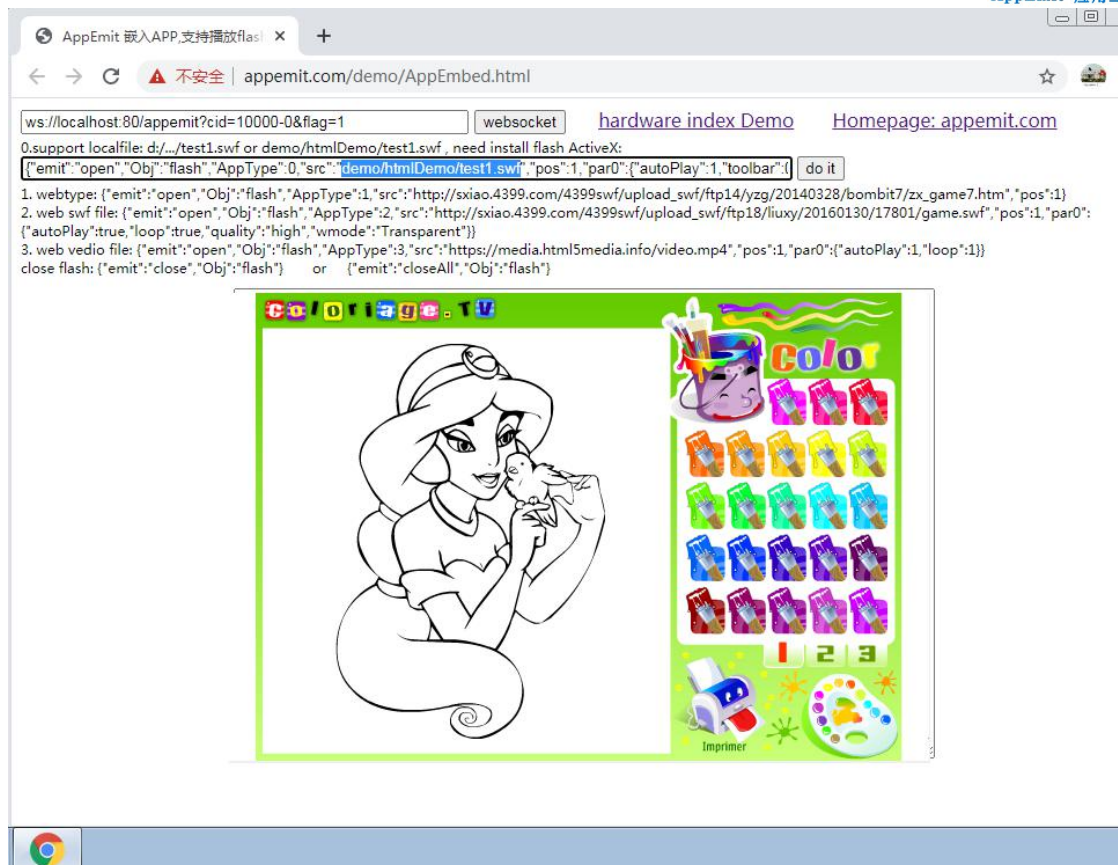 AppEmit 嵌入APP,支持播放flas
不安全 appemit.com/demo/AppEmbed.html
ws://localhost:80/appemit?cid=10000-0&flag=1 websocket hardware index Demo Homepage: appemit.com
0.support localfile: d:/.../test1.swf or demo/htmlDemo/test1.swf , need install flash ActiveX:
{"emit":"open","Obj":"flash","AppType":0,"src":"demo/htmlDemo/test1.swf","pos":1,"par0":{"autoPlay":1,"toolbar":{ do it
1. webtype: {"emit":"open","Obj":"flash","AppType":1,"src":"http://sxiao.4399.com/4399swf/upload_swf/ftp14/yzg/20140328/bombit7/zx_game7.htm","pos":1}
2. web swf file: {"emit":"open","Obj":"flash","AppType":2,"src":"http://sxiao.4399.com/4399swf/upload_swf/ftp18/liuxy/20160130/17801/game.swf","pos":1,"par0":
{"autoPlay":true,"loop":true,"quality":"high","wmode":"Transparent"}}
3. web vedio file: {"emit":"open","Obj":"flash","AppType":3,"src":"https://media.html5media.info/video.mp4","pos":1,"par0":{"autoPlay":1,"loop":1}}
close flash: {"emit":"close","Obj":"flash"} or {"emit":"closeAll","Obj":"flash"}
Coloriage.TV
Color
1 2 3
Imprimer